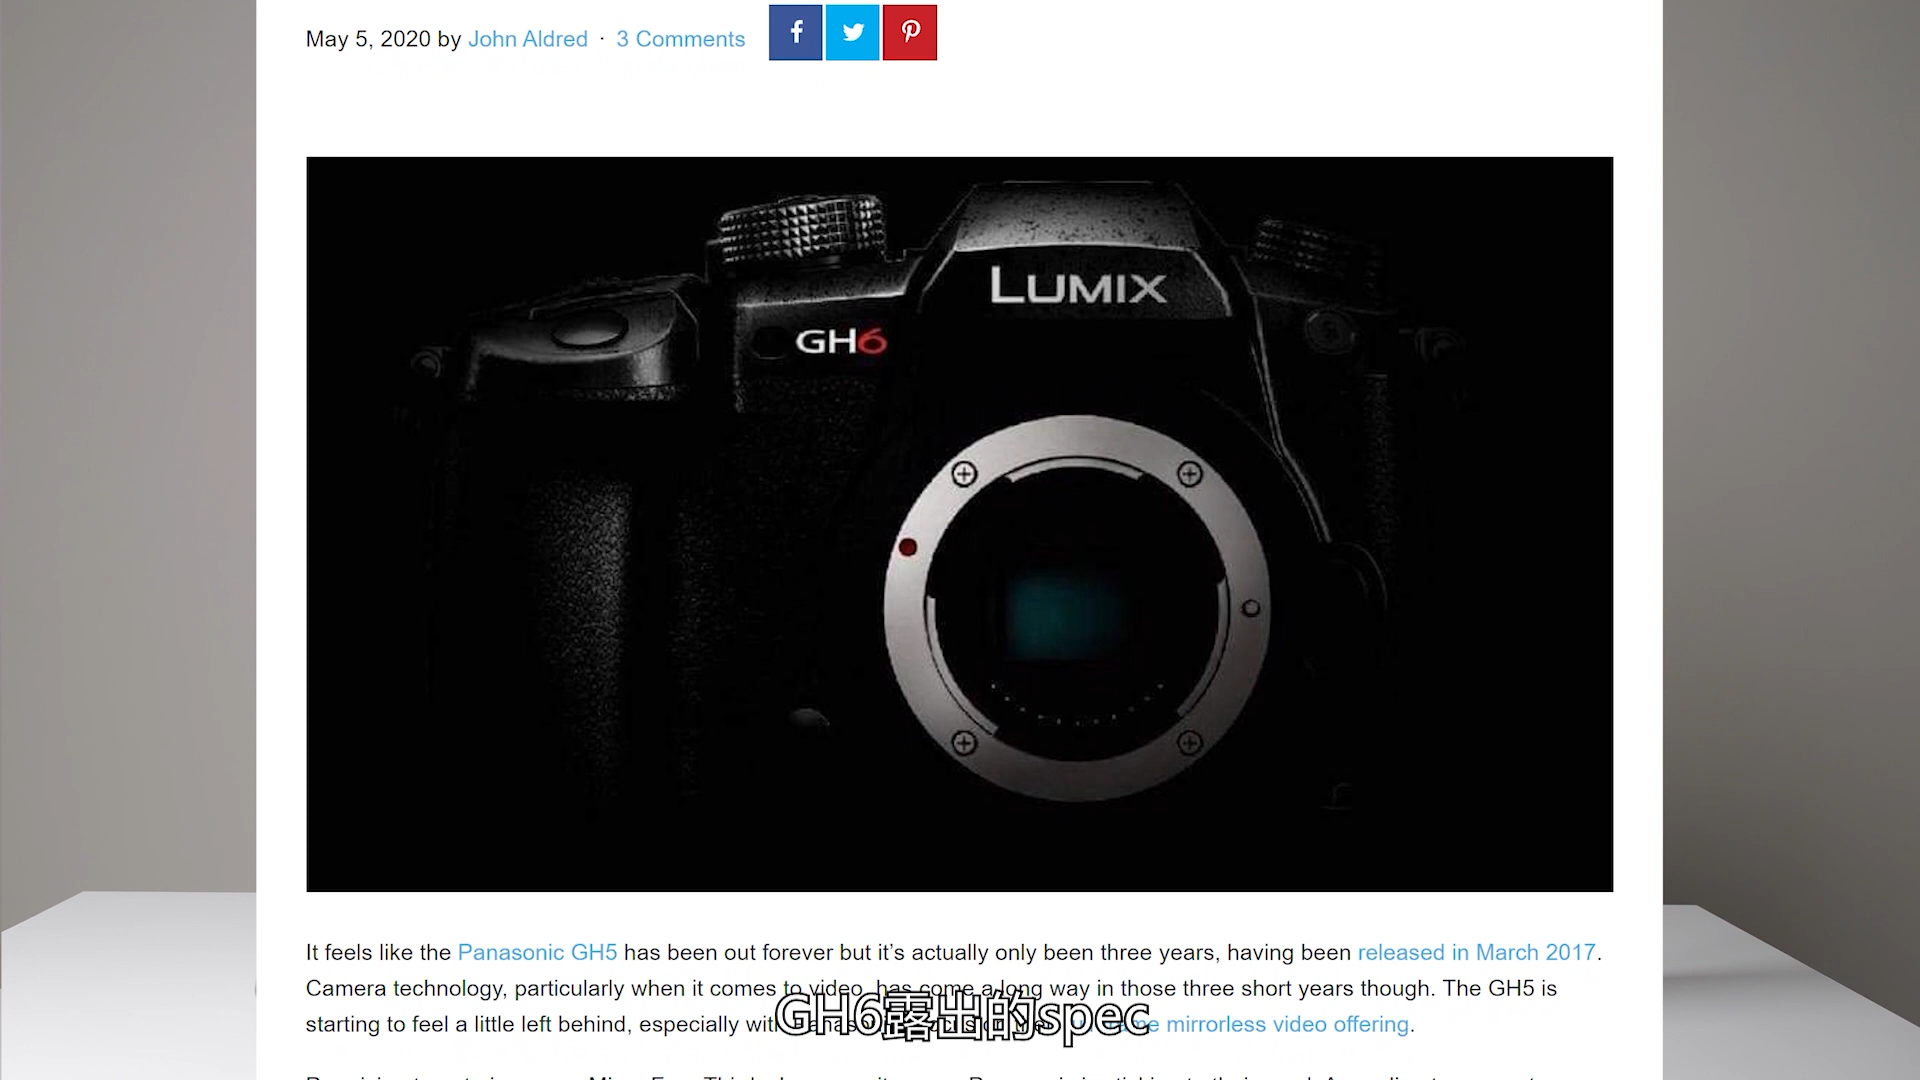 May 5, 2020 by John Aldred · 3 Comments
LUMIX
GH6
It feels like the Panasonic GH5 has been out forever but it’s actually only been three years, having been released in March 2017.
Camera technology, particularly when it comes to video, has come a long way in those three short years though. The GH5 is
starting to feel a little left behind, especially with mirrorless video offering.
GH6露出的spec